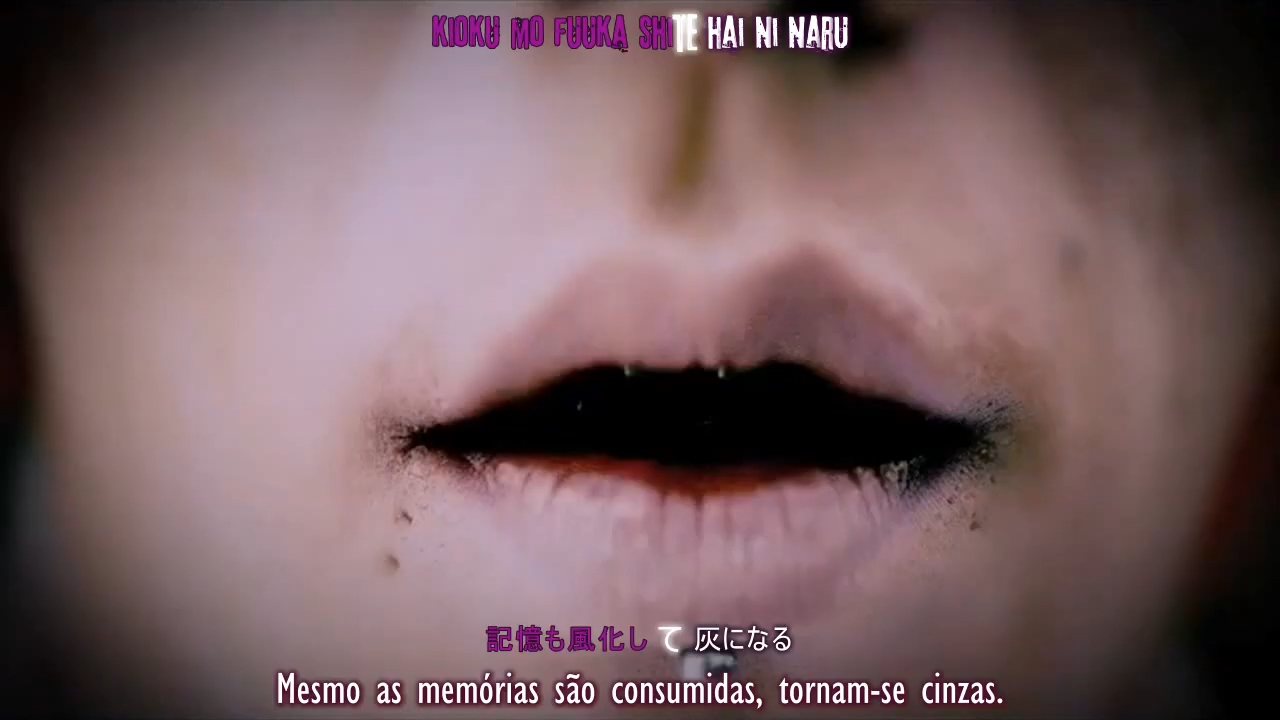 KIOKU MO FUUKA SHITE HAI NI NARU
記憶も風化して 灰になる
Mesmo as memórias são consumidas, tornam-se cinzas.